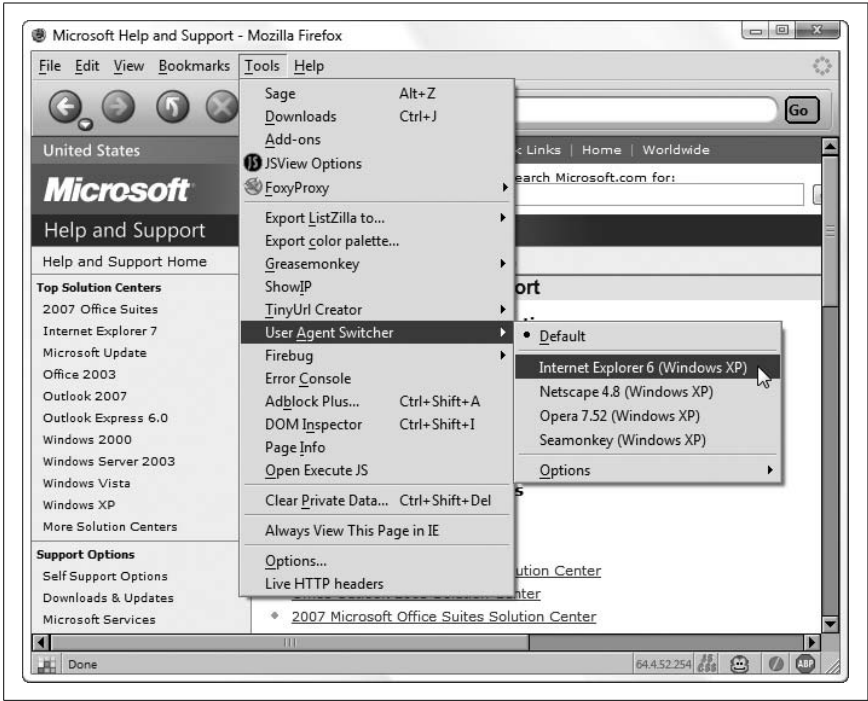 Microsoft Help and Support - Mozilla Firefox
File Edit View Bookmarks Tools Help
Go
Sage Alt+Z
Downloads Ctrl+J
Add-ons
JSView Options
FoxyProxy
Export ListZilla to...
Export color palette...
Greasemonkey
ShowIP
TinyUrl Creator
User Agent Switcher
Firebug
Error Console
Adblock Plus... Ctrl+Shift+A
DOM Inspector Ctrl+Shift+I
Page Info
Open Execute JS
Clear Private Data... Ctrl+Shift+Del
Always View This Page in IE
Options...
Live HTTP headers
Default
Internet Explorer 6 (Windows XP)
Netscape 4.8 (Windows XP)
Opera 7.52 (Windows XP)
Seamonkey (Windows XP)
Options
United States
Links | Home | Worldwide
Microsoft
earch Microsoft.com for:
Help and Support
Help and Support Home
Top Solution Centers
2007 Office Suites
Internet Explorer 7
Microsoft Update
Office 2003
Outlook 2007
Outlook Express 6.0
Windows 2000
Windows Server 2003
Windows Vista
Windows XP
More Solution Centers
Support Options
Self Support Options
Downloads & Updates
Microsoft Services
ort
s
ution Center
2007 Microsoft Office Suites Solution Center
Done
64.4.52.254
JS
CSS
ABP